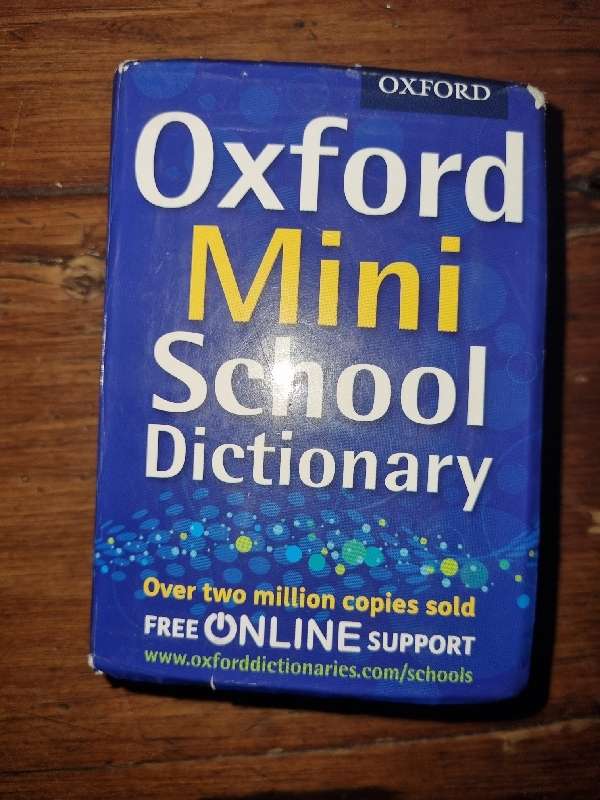 OXFORD
Oxford
Mini
School
Dictionary
Over two million copies sold
FREE ONLINE SUPPORT
www.oxforddictionaries.com/schools